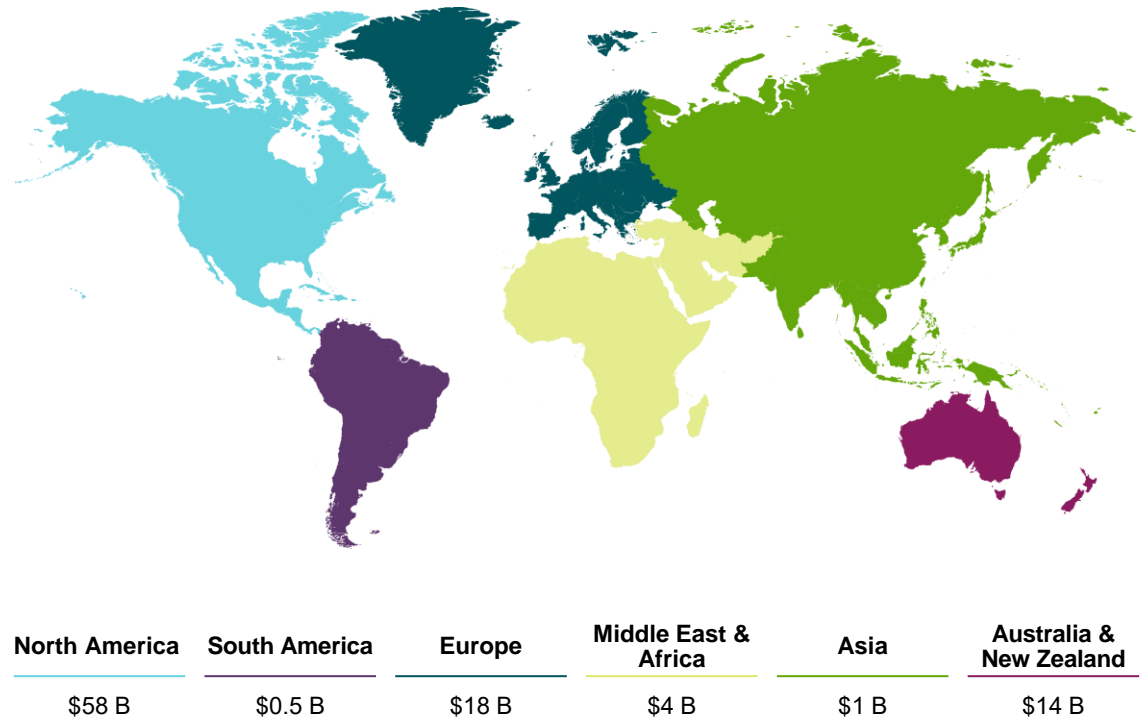 North America
South America
Europe
Middle East &
Africa
Asia
Australia &
New Zealand
$58 B
$0.5 B
$18 B
$4 B
$1 B
$14 B